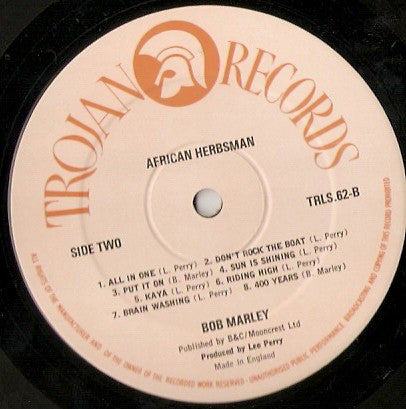 TROJAN RECORDS
AFRICAN HERBSMAN
TRLS.62-B
SIDE TWO
1. ALL IN ONE (L. Perry) 2. DON'T ROCK THE BOAT (L. Perry)
3. PUT IT ON (B. Marley) 4. SUN IS SHINING (L. Perry)
5. KAYA (L. Perry) 6. RIDING HIGH (L. Perry)
7. BRAIN WASHING (L. Perry) 8. 400 YEARS (B. Marley)
BOB MARLEY
Published by B&C/Mooncrest Ltd
Produced by Lee Perry
Made in England
ALL RIGHTS OF THE MANUFACTURER AND OF THE OWNER OF THE RECORDED WORK RESERVED - UNAUTHORISED PUBLIC PERFORMANCE, BROADCASTING AND COPYING OF THIS RECORD PROHIBITED